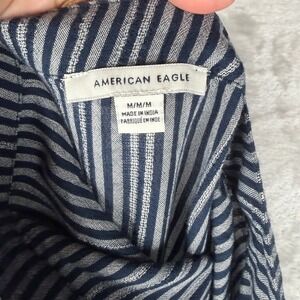 AMERICAN EAGLE
M/M/M
MADE IN INDIA
FABRIQUÉ EN INDE